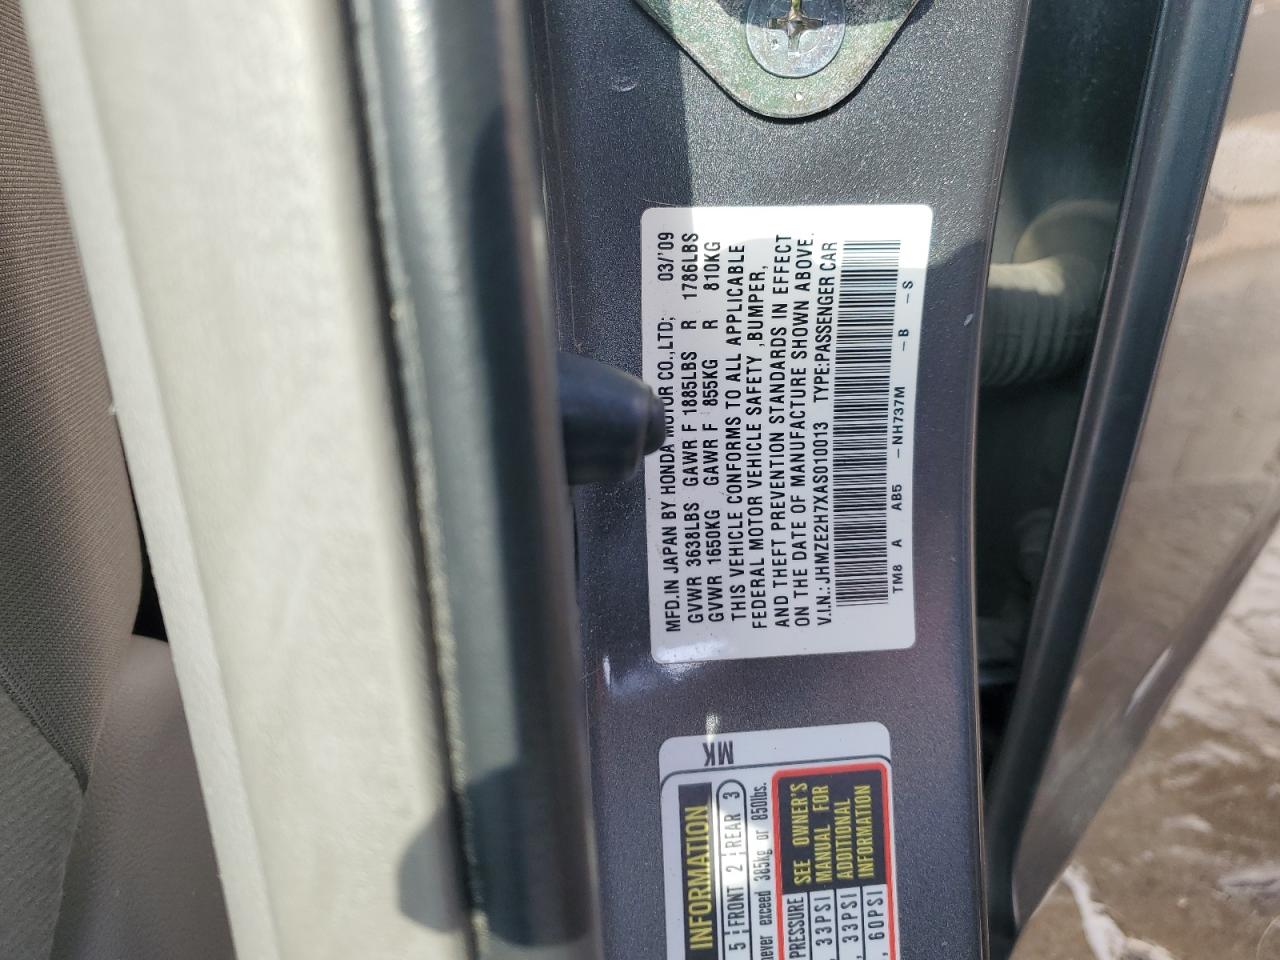 MFD.IN JAPAN BY HONDA MOTOR CO.,LTD; 03/'09
GVWR 3638LBS GAWR F 1885LBS R 1786LBS
GVWR 1650KG GAWR F 855KG R 810KG
THIS VEHICLE CONFORMS TO ALL APPLICABLE
FEDERAL MOTOR VEHICLE SAFETY ,BUMPER,
AND THEFT PREVENTION STANDARDS IN EFFECT
ON THE DATE OF MANUFACTURE SHOWN ABOVE.
V.I.N.: JHMZE2H7XAS010013 TYPE:PASSENGER CAR
TM8 A AB5 -NH737M -B -S
MK
INFORMATION
5 FRONT 2 REAR 3
never exceed 385kg or 850lbs.
PRESSURE
33PSI
33PSI
60PSI
SEE OWNER'S
MANUAL FOR
ADDITIONAL
INFORMATION